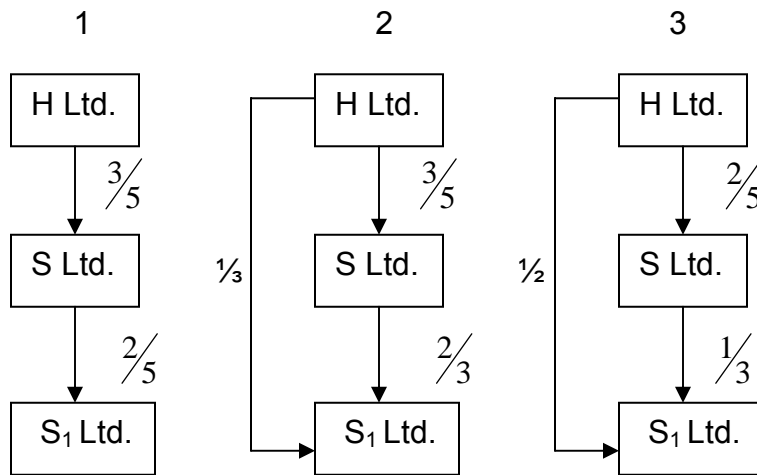 1 2 3
H Ltd. H Ltd. H Ltd.
3/5 3/5 2/5
S Ltd. ⅓ S Ltd. ½ S Ltd.
2/5 2/3 1/3
S₁ Ltd. S₁ Ltd. S₁ Ltd.